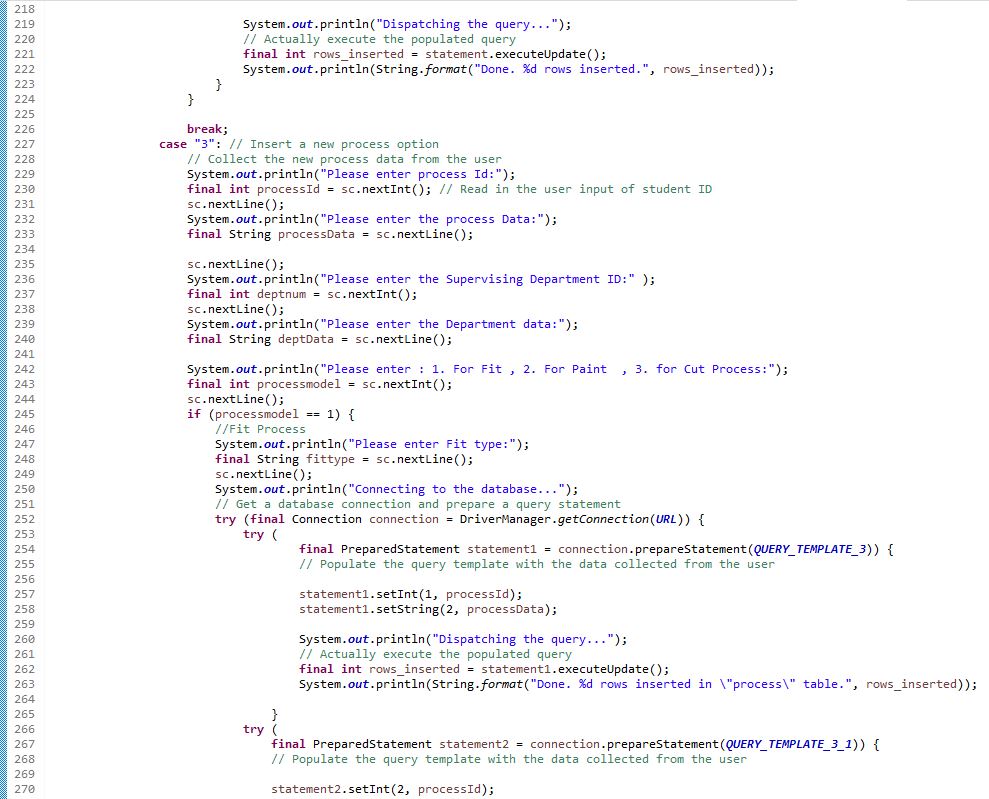 218
219 System.out.println("Dispatching the query...");
220 // Actually execute the populated query
221 final int rows_inserted = statement.executeUpdate();
222 System.out.println(String.format("Done. %d rows inserted.", rows_inserted));
223 }
224 }
225
226 break;
227 case "3": // Insert a new process option
228 // Collect the new process data from the user
229 System.out.println("Please enter process Id:");
230 final int processId = sc.nextInt(); // Read in the user input of student ID
231 sc.nextLine();
232 System.out.println("Please enter the process Data:");
233 final String processData = sc.nextLine();
234
235 sc.nextLine();
236 System.out.println("Please enter the Supervising Department ID:" );
237 final int deptnum = sc.nextInt();
238 sc.nextLine();
239 System.out.println("Please enter the Department data:");
240 final String deptData = sc.nextLine();
241
242 System.out.println("Please enter : 1. For Fit , 2. For Paint  , 3. for Cut Process:");
243 final int processmodel = sc.nextInt();
244 sc.nextLine();
245 if (processmodel == 1) {
246 //Fit Process
247 System.out.println("Please enter Fit type:");
248 final String fittype = sc.nextLine();
249 sc.nextLine();
250 System.out.println("Connecting to the database...");
251 // Get a database connection and prepare a query statement
252 try (final Connection connection = DriverManager.getConnection(URL)) {
253 try (
254 final PreparedStatement statement1 = connection.prepareStatement(QUERY_TEMPLATE_3)) {
255 // Populate the query template with the data collected from the user
256
257 statement1.setInt(1, processId);
258 statement1.setString(2, processData);
259
260 System.out.println("Dispatching the query...");
261 // Actually execute the populated query
262 final int rows_inserted = statement1.executeUpdate();
263 System.out.println(String.format("Done. %d rows inserted in \"process\" table.", rows_inserted));
264
265 }
266 try (
267 final PreparedStatement statement2 = connection.prepareStatement(QUERY_TEMPLATE_3_1)) {
268 // Populate the query template with the data collected from the user
269
270 statement2.setInt(2, processId);